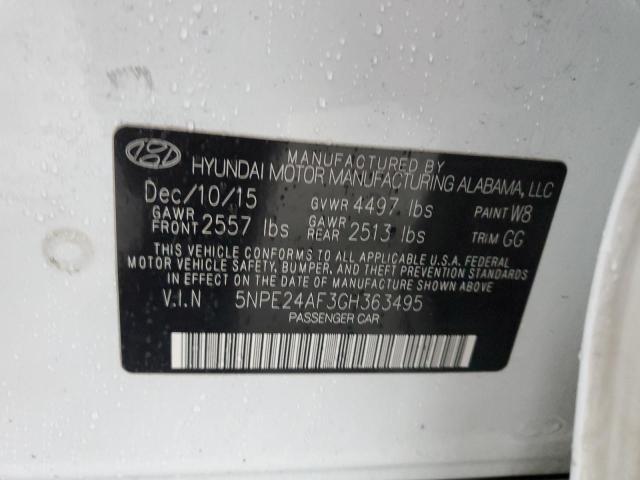 MANUFACTURED BY
HYUNDAI MOTOR MANUFACTURING ALABAMA, LLC
Dec/10/15 GVWR 4497 lbs PAINT W8
GAWR FRONT 2557 lbs GAWR REAR 2513 lbs TRIM GG
THIS VEHICLE CONFORMS TO ALL APPLICABLE U.S.A. FEDERAL
MOTOR VEHICLE SAFETY, BUMPER, AND THEFT PREVENTION STANDARDS
IN EFFECT ON THE DATE OF MANUFACTURE SHOWN ABOVE.
V.I.N 5NPE24AF3GH363495
PASSENGER CAR